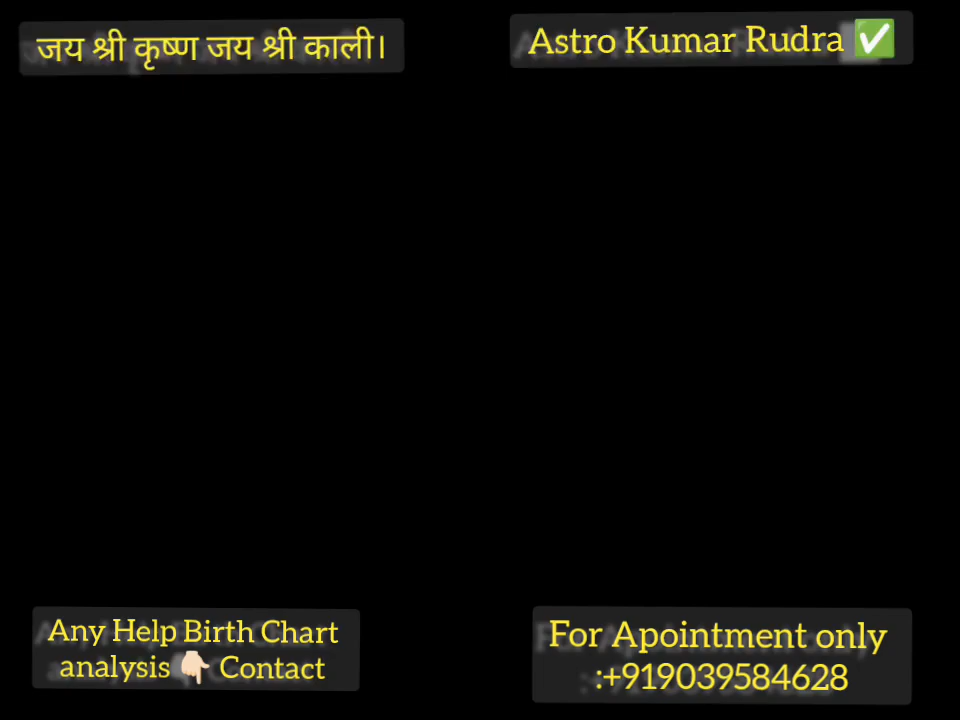 जय श्री कृष्ण जय श्री काली।
Astro Kumar Rudra ✅
Any Help Birth Chart
analysis 👇🏻 Contact
For Apointment only
:+919039584628